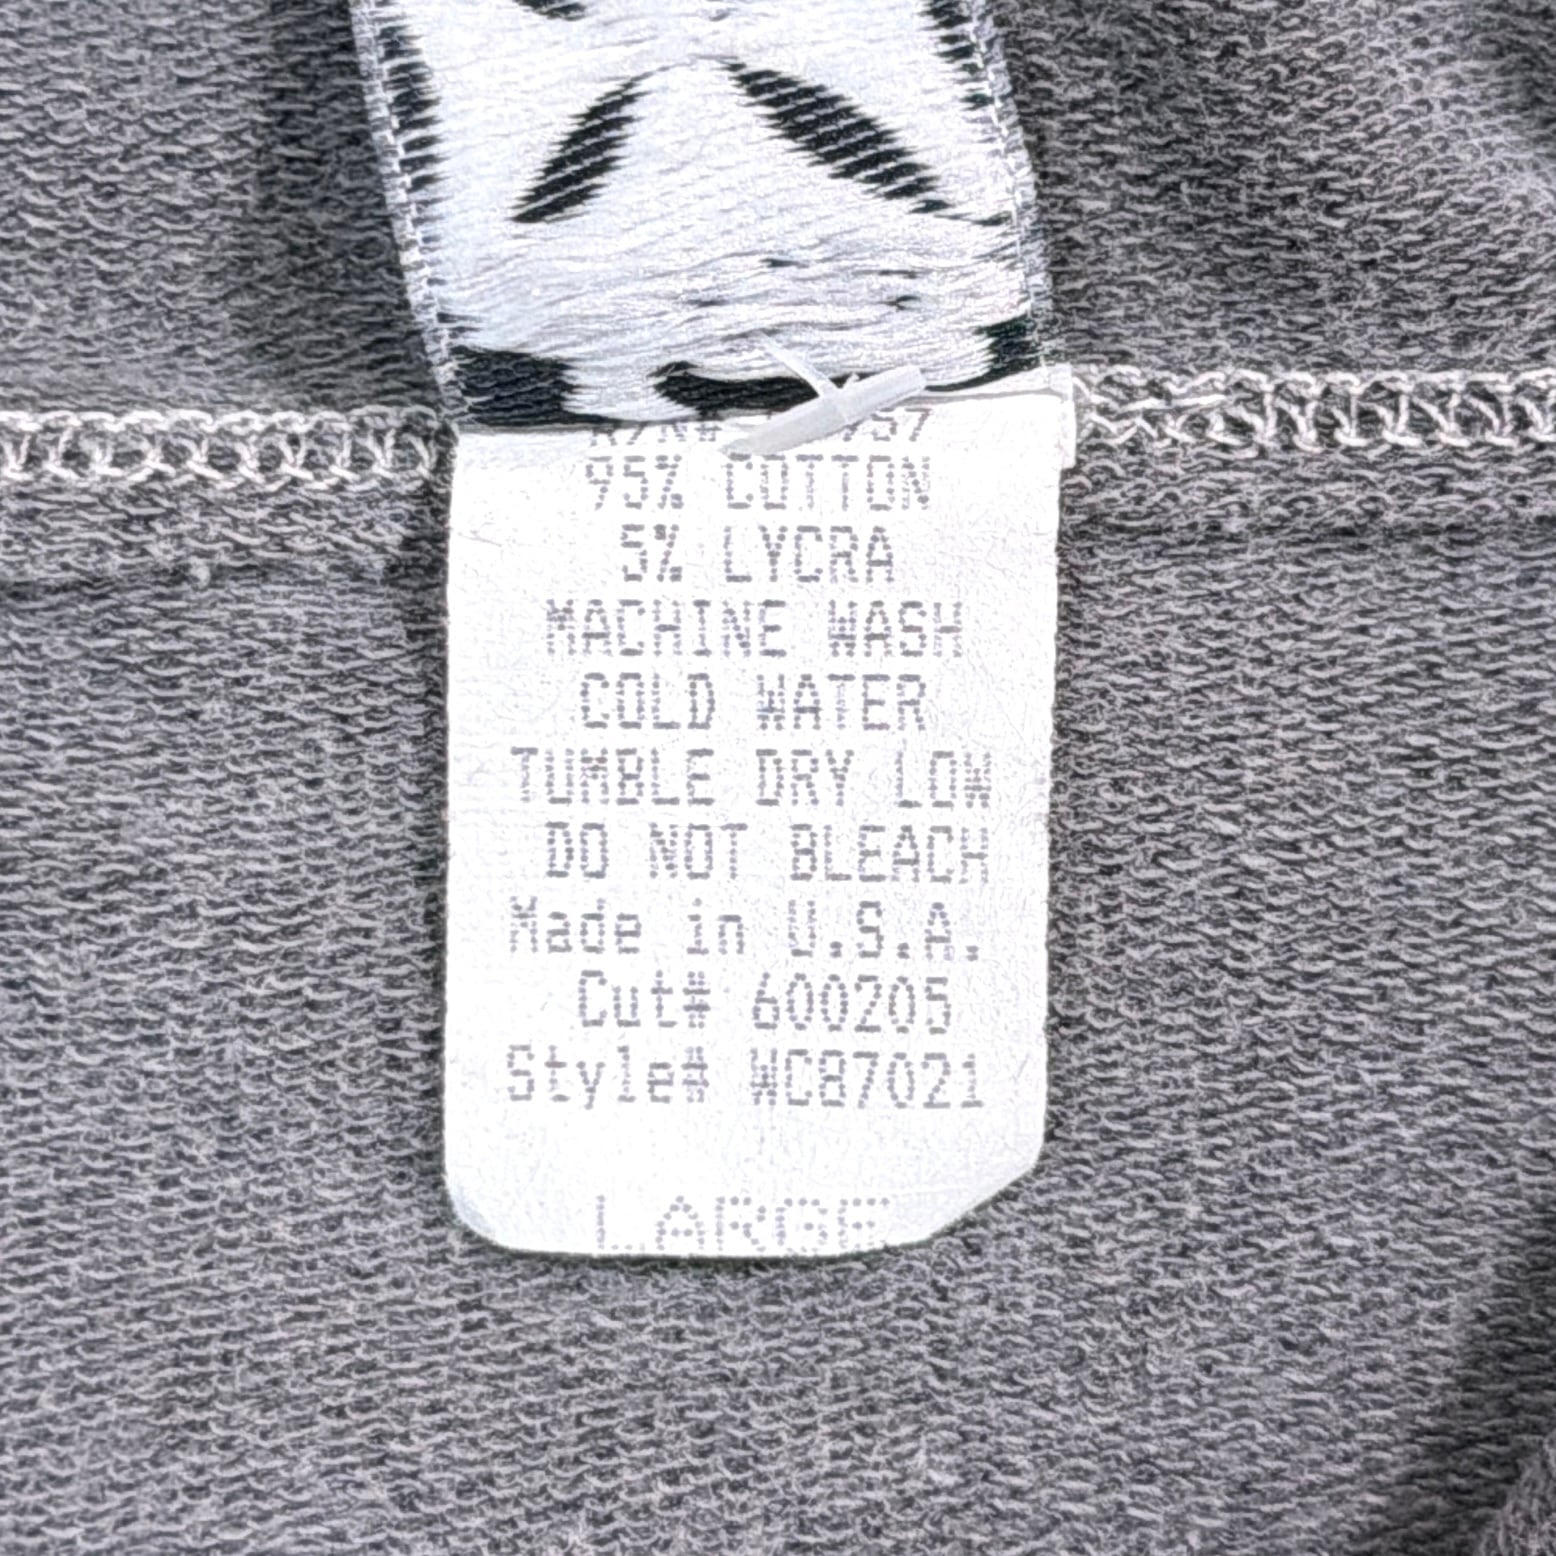 95% COTTON
5% LYCRA
MACHINE WASH
COLD WATER
TUMBLE DRY LOW
DO NOT BLEACH
Made in U.S.A.
Cut# 600205
Style# WC87021
LARGE